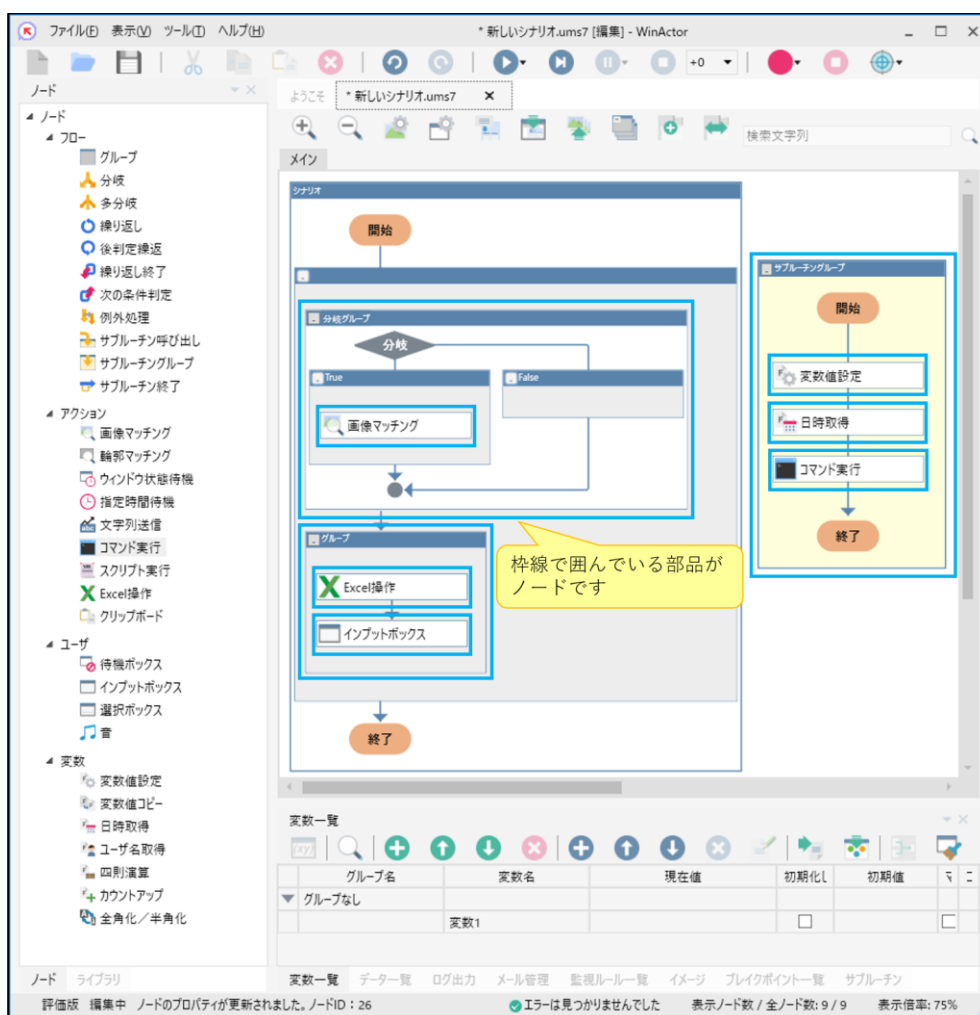 ファイル(F) 表示(V) ツール(T) ヘルプ(H)
* 新しいシナリオ.ums7 [編集] - WinActor
+0
ノード
ノード
フロー
グループ
分岐
多分岐
繰り返し
後判定繰返
繰り返し終了
次の条件判定
例外処理
サブルーチン呼び出し
サブルーチングループ
サブルーチン終了
アクション
画像マッチング
輪郭マッチング
ウィンドウ状態待機
指定時間待機
文字列送信
コマンド実行
スクリプト実行
Excel操作
クリップボード
ユーザ
待機ボックス
インプットボックス
選択ボックス
音
変数
変数値設定
変数値コピー
日時取得
ユーザ名取得
四則演算
カウントアップ
全角化/半角化
ノード ライブラリ
ようこそ * 新しいシナリオ.ums7
検索文字列
メイン
シナリオ
開始
分岐グループ
分岐
True
False
画像マッチング
グループ
Excel操作
インプットボックス
終了
枠線で囲んでいる部品が
ノードです
サブルーチングループ
開始
変数値設定
日時取得
コマンド実行
終了
変数一覧
グループ名 変数名 現在値 初期化し 初期値
グループなし
変数1
変数一覧 データ一覧 ログ出力 メール管理 監視ルール一覧 イメージ ブレイクポイント一覧 サブルーチン
評価版 編集中 ノードのプロパティが更新されました。ノードID:26
エラーは見つかりませんでした 表示ノード数 / 全ノード数: 9 / 9 表示倍率: 75%